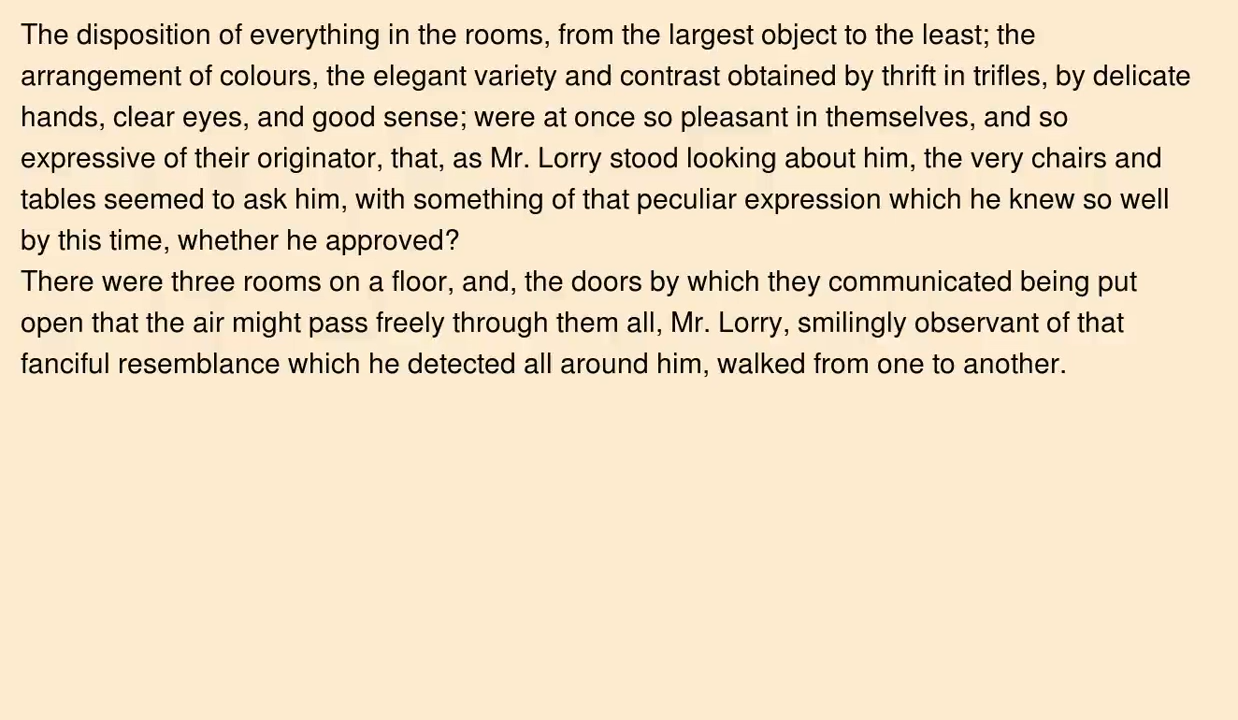 The disposition of everything in the rooms, from the largest object to the least; the
arrangement of colours, the elegant variety and contrast obtained by thrift in trifles, by delicate
hands, clear eyes, and good sense; were at once so pleasant in themselves, and so
expressive of their originator, that, as Mr. Lorry stood looking about him, the very chairs and
tables seemed to ask him, with something of that peculiar expression which he knew so well
by this time, whether he approved?
There were three rooms on a floor, and, the doors by which they communicated being put
open that the air might pass freely through them all, Mr. Lorry, smilingly observant of that
fanciful resemblance which he detected all around him, walked from one to another.